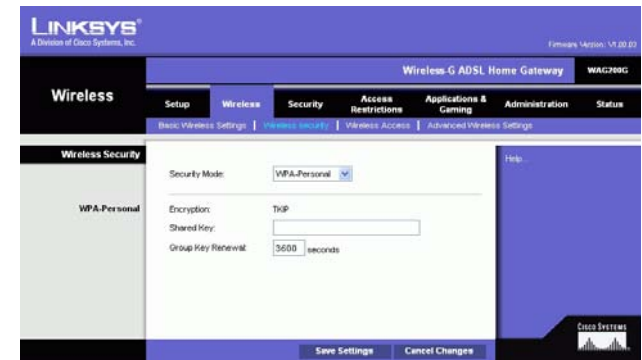 LINKSYS®
A Division of Cisco Systems, Inc.
Firmware Version: V1.00.03
Wireless-G ADSL Home Gateway WAG200G
Wireless
Setup Wireless Security Access Restrictions Applications & Gaming Administration Status
Basic Wireless Settings | Wireless Security | Wireless Access | Advanced Wireless Settings
Wireless Security
Help...
Security Mode: WPA-Personal
WPA-Personal
Encryption: TKIP
Shared Key:
Group Key Renewal: 3600 seconds
Save Settings Cancel Changes
CISCO SYSTEMS